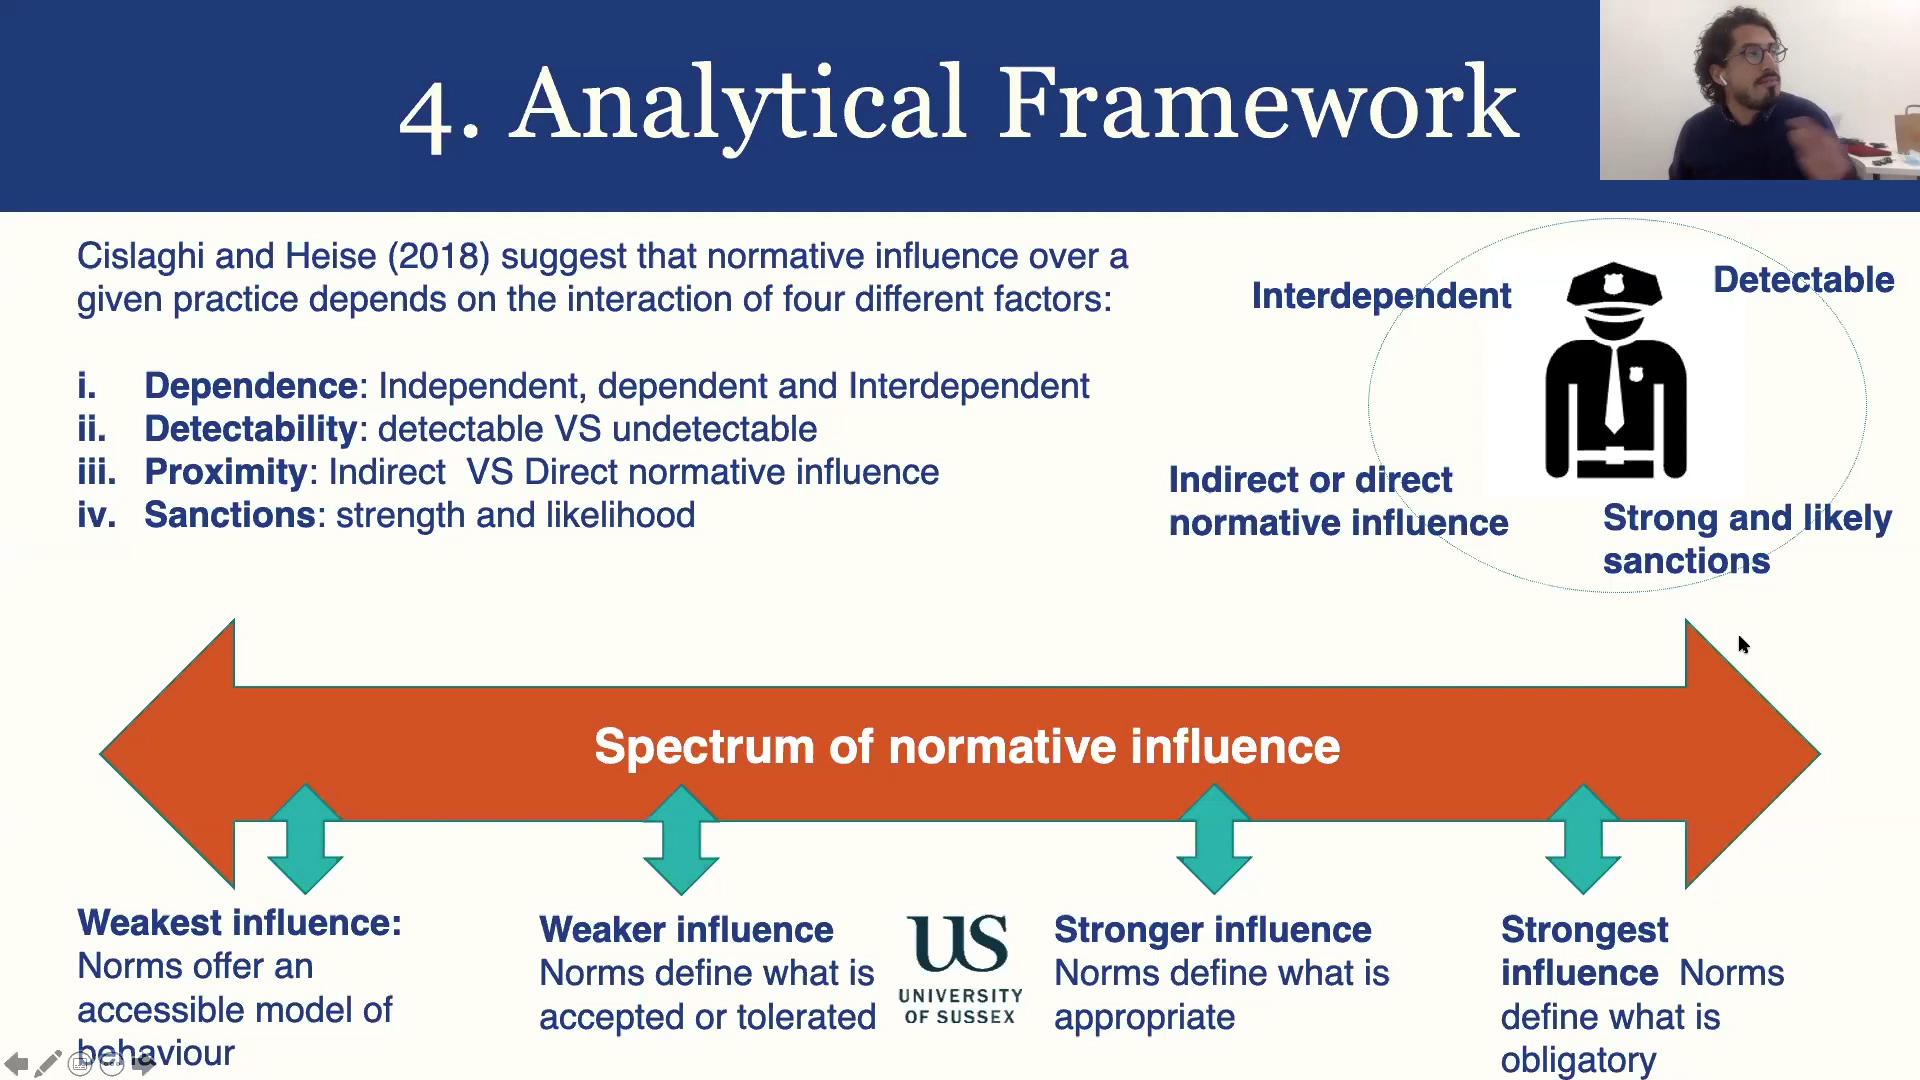 4. Analytical Framework
Cislaghi and Heise (2018) suggest that normative influence over a
given practice depends on the interaction of four different factors:
i. Dependence: Independent, dependent and Interdependent
ii. Detectability: detectable VS undetectable
iii. Proximity: Indirect VS Direct normative influence
iv. Sanctions: strength and likelihood
Interdependent
Detectable
Indirect or direct
normative influence
Strong and likely
sanctions
Spectrum of normative influence
Weakest influence:
Norms offer an
accessible model of
behaviour
Weaker influence
Norms define what is
accepted or tolerated
US
UNIVERSITY
OF SUSSEX
Stronger influence
Norms define what is
appropriate
Strongest
influence Norms
define what is
obligatory